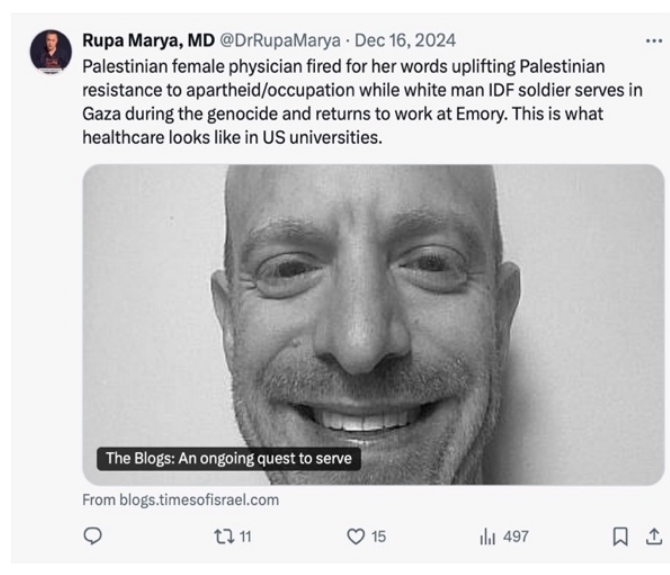 Rupa Marya, MD @DrRupaMarya · Dec 16, 2024
Palestinian female physician fired for her words uplifting Palestinian
resistance to apartheid/occupation while white man IDF soldier serves in
Gaza during the genocide and returns to work at Emory. This is what
healthcare looks like in US universities.
The Blogs: An ongoing quest to serve
From blogs.timesofisrael.com
11 15 497